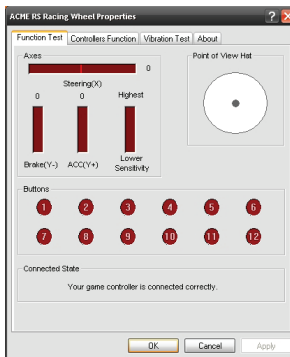 ACME RS Racing Wheel Properties
Function Test Controllers Function Vibration Test About
Axes
0
Steering(X)
0 0 Highest
Brake(Y-) ACC(Y+) Lower
Sensitivity
Point of View Hat
Buttons
1 2 3 4 5 6
7 8 9 10 11 12
Connected State
Your game controller is connected correctly.
OK Cancel Apply